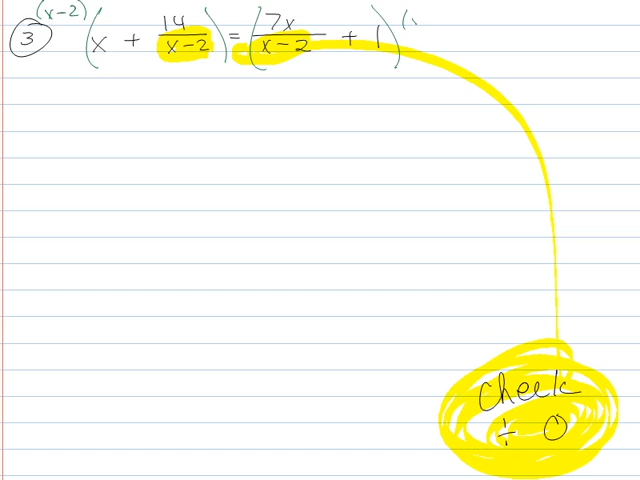 ③ (x-2) (x + 14/(x-2)) = (7x/(x-2) + 1) (
check
÷ 0